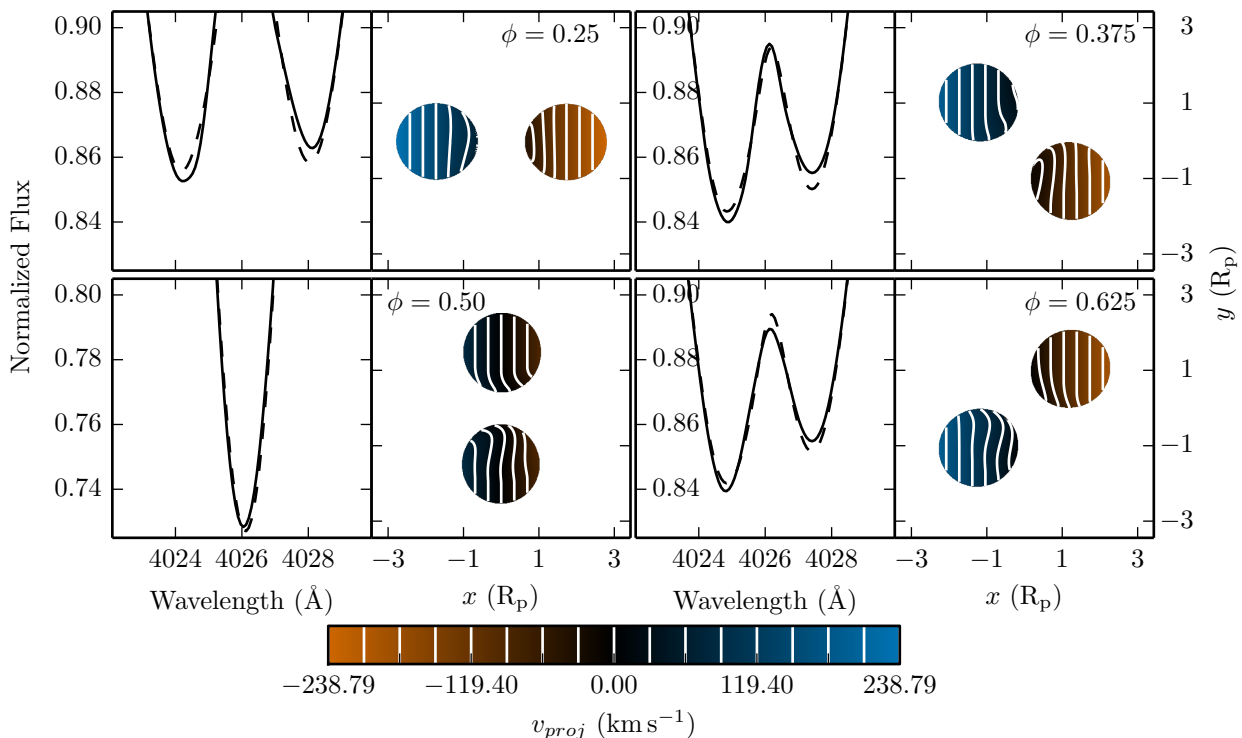 0.90
0.88
0.86
0.84
ϕ = 0.25
0.90
0.88
0.86
0.84
ϕ = 0.375
3
1
−1
−3
Normalized Flux
0.80
0.78
0.76
0.74
4024 4026 4028
Wavelength (Å)
ϕ = 0.50
−3 −1 1 3
x (Rp)
0.90
0.88
0.86
0.84
4024 4026 4028
Wavelength (Å)
ϕ = 0.625
−3 −1 1 3
x (Rp)
3
1
−1
−3
y (Rp)
−238.79 −119.40 0.00 119.40 238.79
vproj (km s−1)